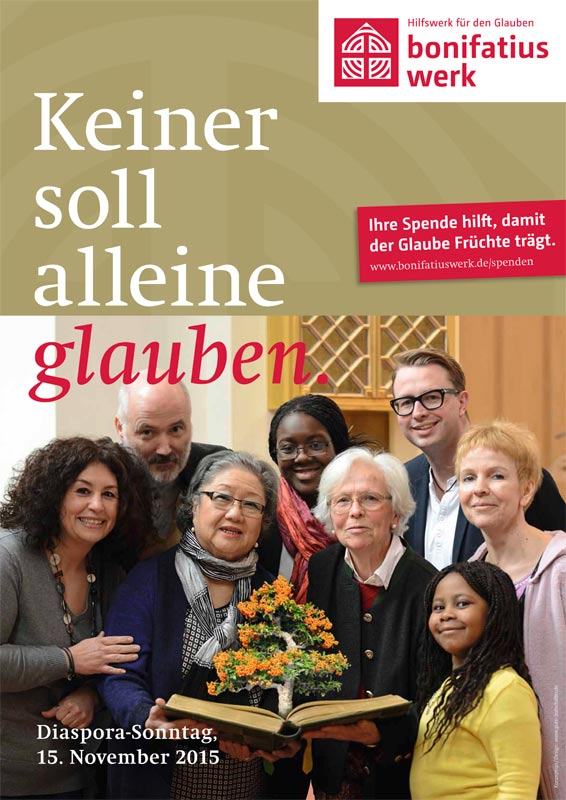 Hilfswerk für den Glauben
bonifatius
werk
Keiner
soll
alleine
glauben.
Ihre Spende hilft, damit
der Glaube Früchte trägt.
www.bonifatiuswerk.de/spenden
Diaspora-Sonntag,
15. November 2015